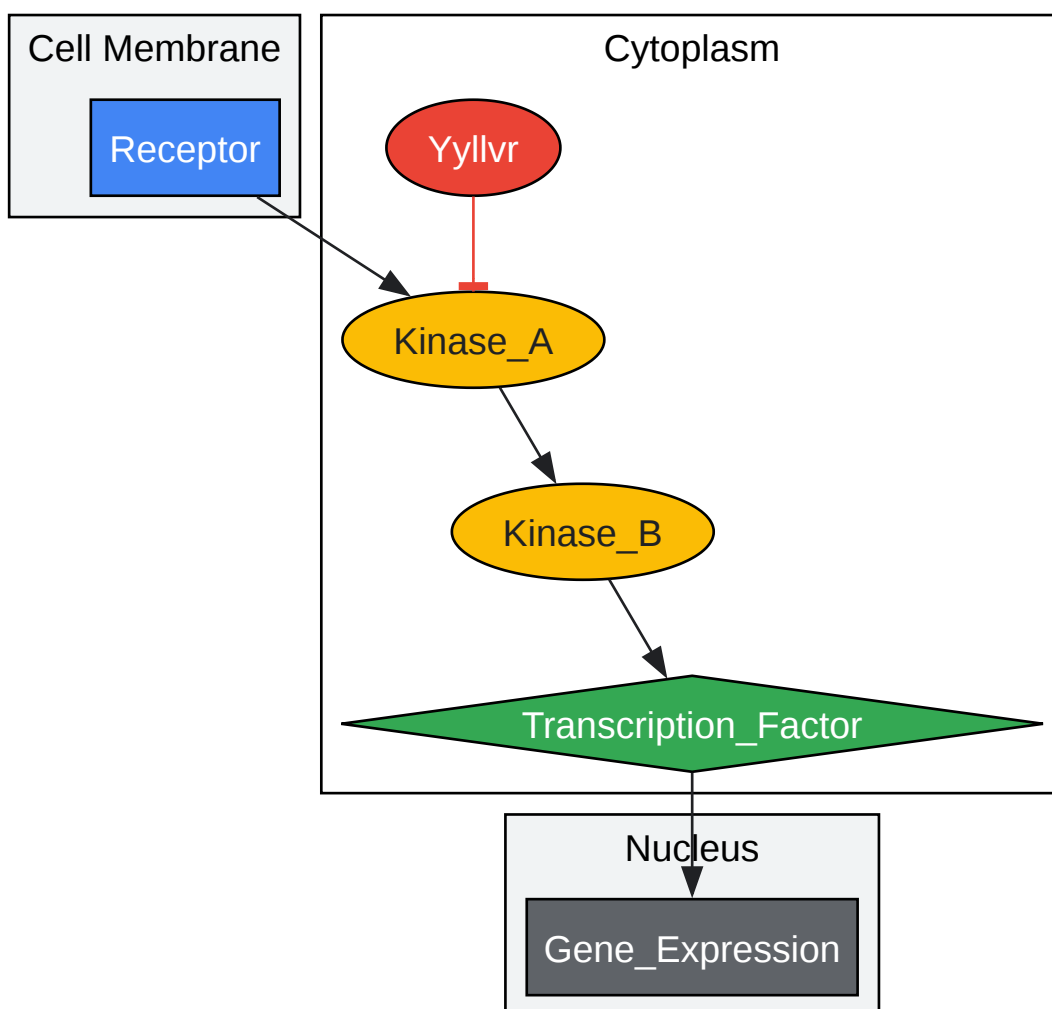 Cell Membrane
Cytoplasm
Receptor
Yyllvr
Kinase_A
Kinase_B
Transcription_Factor
Nucleus
Gene_Expression